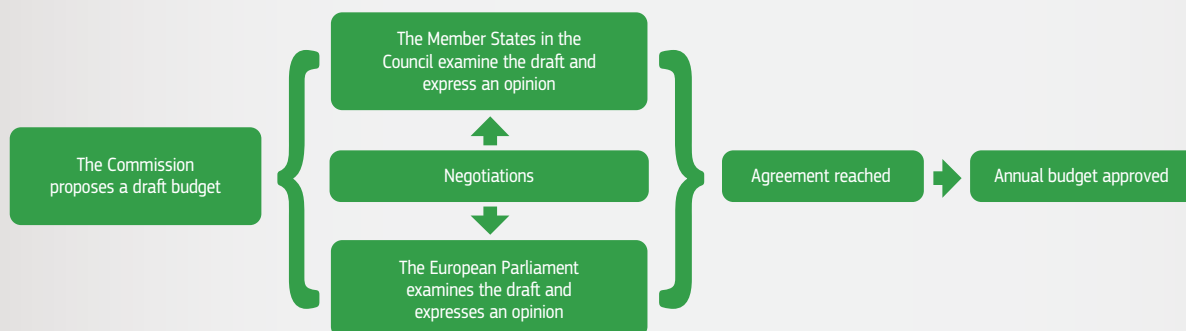 The Commission
proposes a draft budget
The Member States in the
Council examine the draft and
express an opinion
Negotiations
The European Parliament
examines the draft and
expresses an opinion
Agreement reached
Annual budget approved